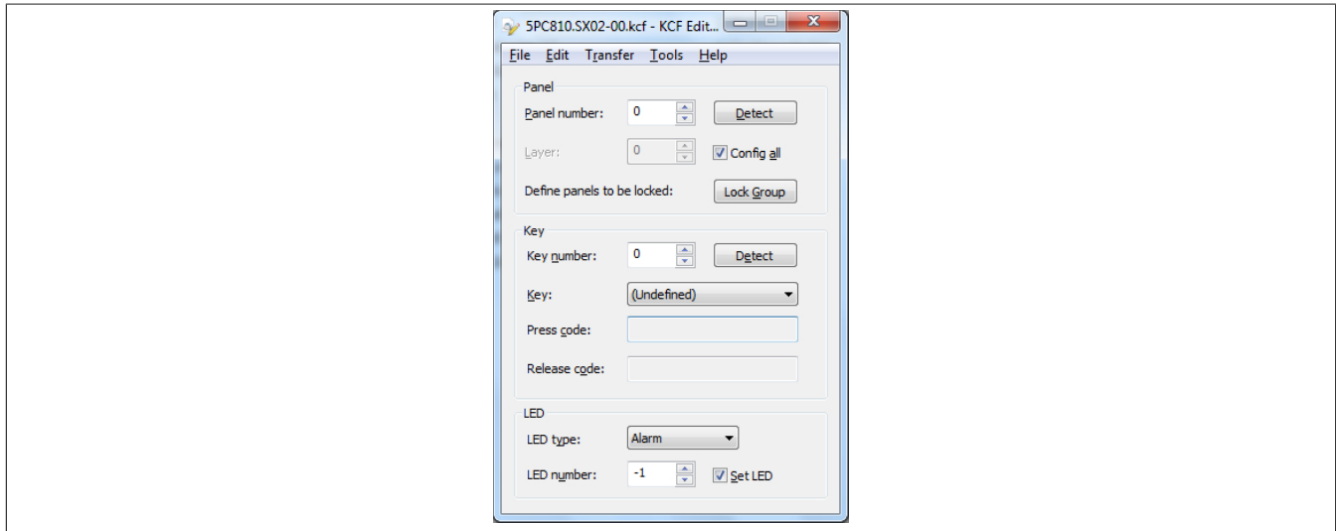 5PC810.SX02-00.kcf - KCF Edit...
File Edit Transfer Tools Help
Panel
Panel number: 0 Detect
Layer: 0 Config all
Define panels to be locked: Lock Group
Key
Key number: 0 Detect
Key: (Undefined)
Press code:
Release code:
LED
LED type: Alarm
LED number: -1 Set LED